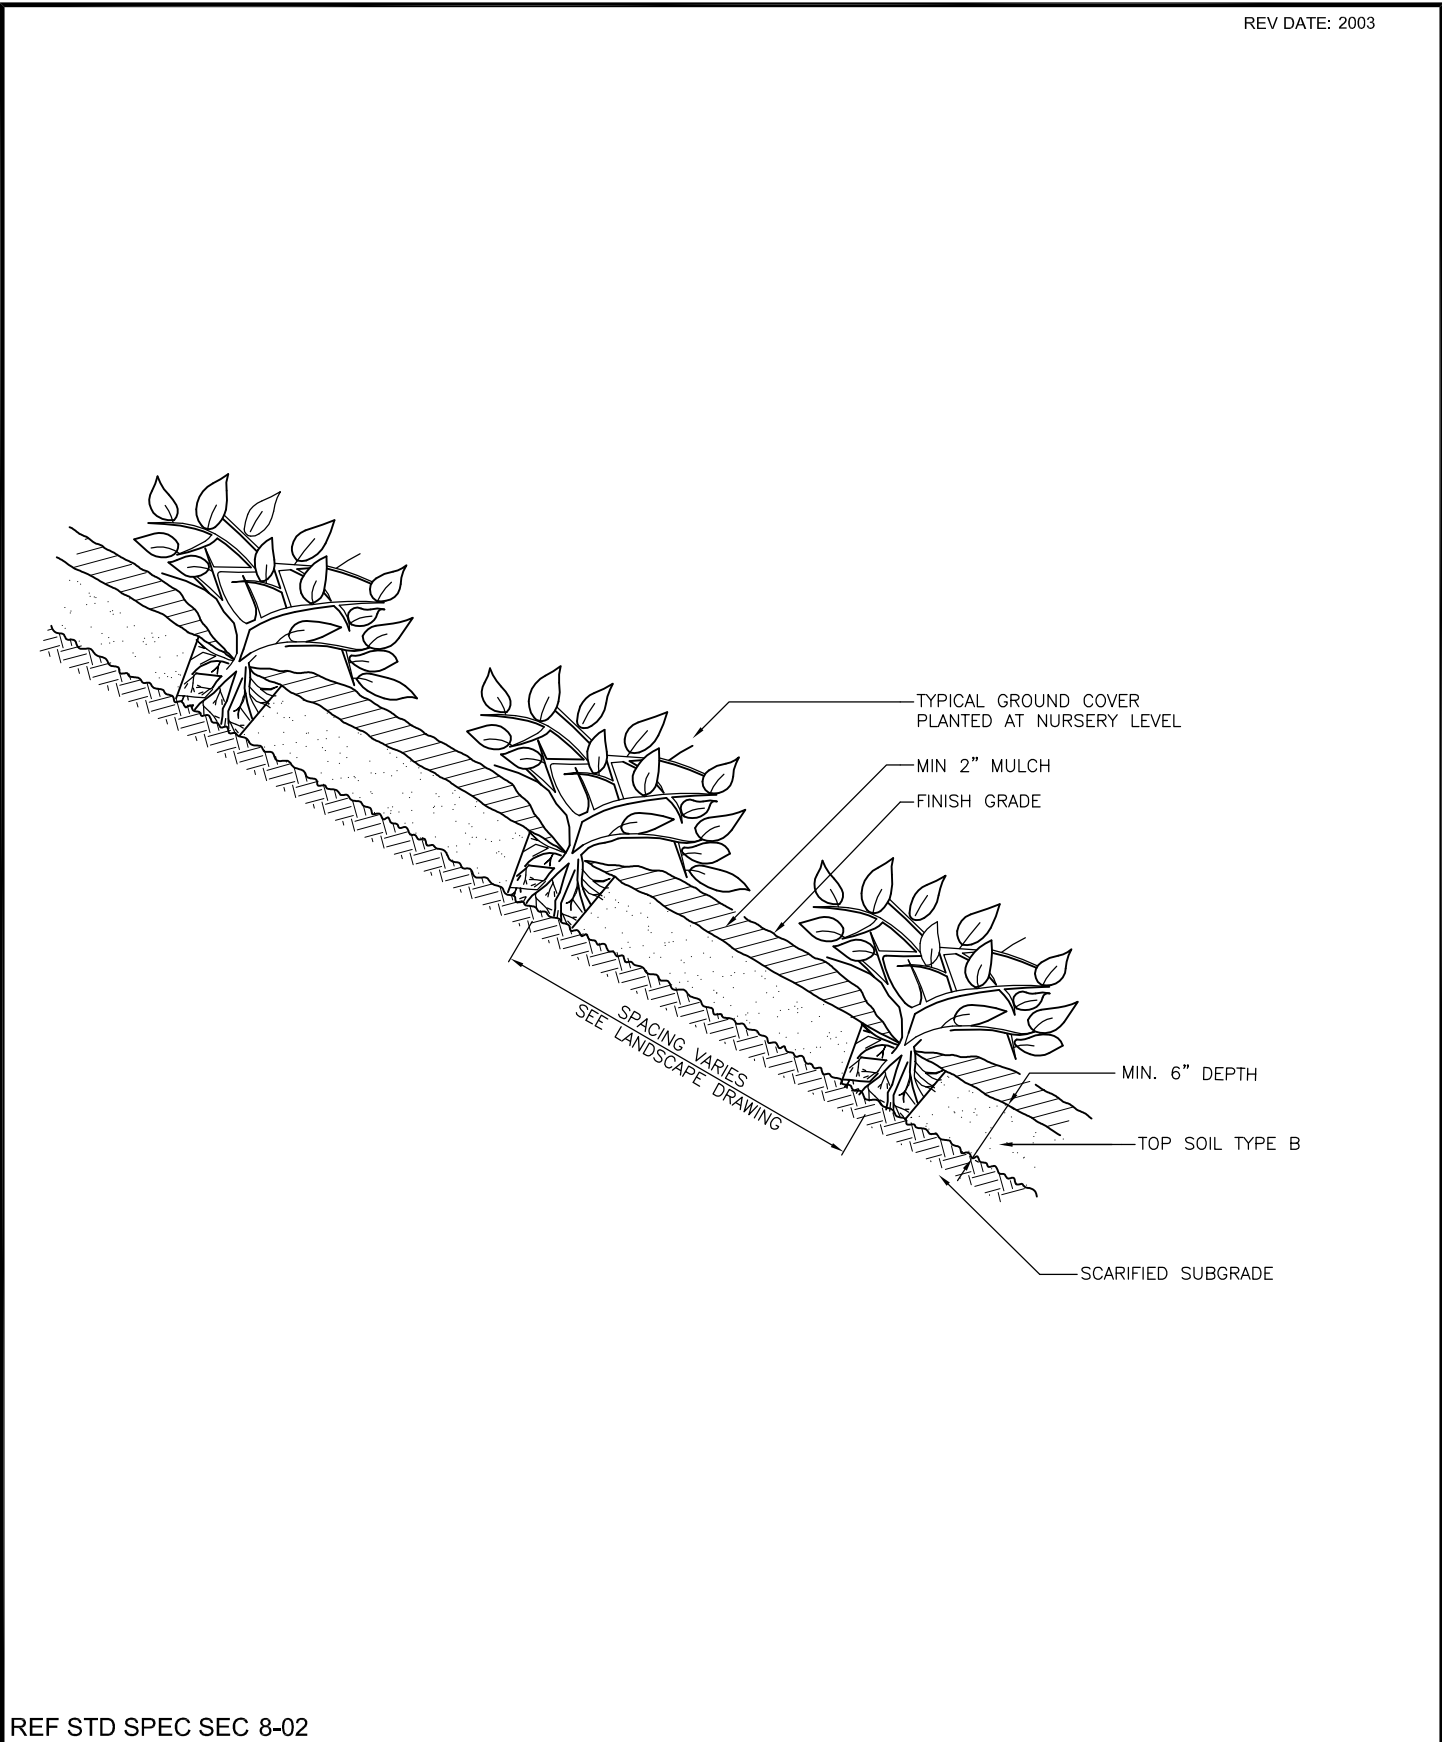 REV DATE: 2003
TYPICAL GROUND COVER
PLANTED AT NURSERY LEVEL
MIN 2" MULCH
FINISH GRADE
SPACING VARIES
SEE LANDSCAPE DRAWING
MIN. 6" DEPTH
TOP SOIL TYPE B
SCARIFIED SUBGRADE
REF STD SPEC SEC 8-02